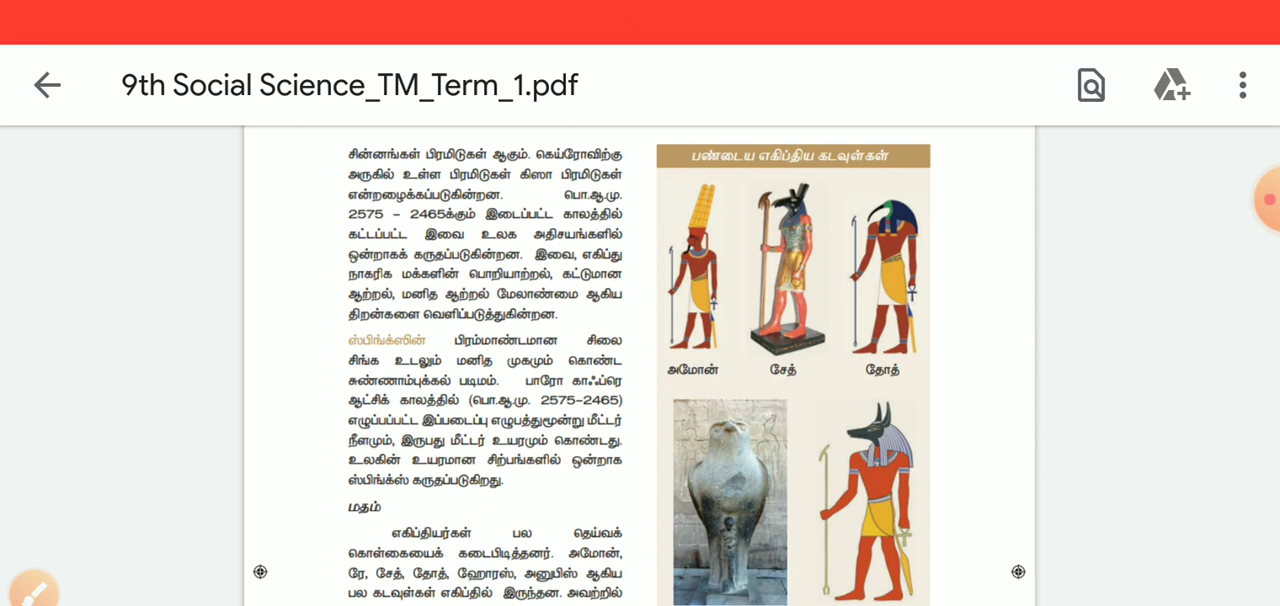 9th Social Science_TM_Term_1.pdf
சின்னங்கள் பிரமிடுகள் ஆகும். கெய்ரோவிற்கு
அருகில் உள்ள பிரமிடுகள் கிஸா பிரமிடுகள்
என்றழைக்கப்படுகின்றன. பொ.ஆ.மு.
2575 – 2465க்கும் இடைப்பட்ட காலத்தில்
கட்டப்பட்ட இவை உலக அதிசயங்களில்
ஒன்றாகக் கருதப்படுகின்றன. இவை, எகிப்து
நாகரிக மக்களின் பொறியாற்றல், கட்டுமான
ஆற்றல், மனித ஆற்றல் மேலாண்மை ஆகிய
திறன்களை வெளிப்படுத்துகின்றன.
ஸ்பிங்க்ஸின் பிரம்மாண்டமான சிலை
சிங்க உடலும் மனித முகமும் கொண்ட
சுண்ணாம்புக்கல் படிமம். பாரோ காஃப்ரெ
ஆட்சிக் காலத்தில் (பொ.ஆ.மு. 2575–2465)
எழுப்பப்பட்ட இப்படைப்பு எழுபத்துமூன்று மீட்டர்
நீளமும், இருபது மீட்டர் உயரமும் கொண்டது.
உலகின் உயரமான சிற்பங்களில் ஒன்றாக
ஸ்பிங்க்ஸ் கருதப்படுகிறது.
மதம்
எகிப்தியர்கள் பல தெய்வக்
கொள்கையைக் கடைபிடித்தனர். அமோன்,
ரே, சேத், தோத், ஹோரஸ், அனுபிஸ் ஆகிய
பல கடவுள்கள் எகிப்தில் இருந்தன. அவற்றில்
பண்டைய எகிப்திய கடவுள்கள்
அமோன்
சேத்
தோத்